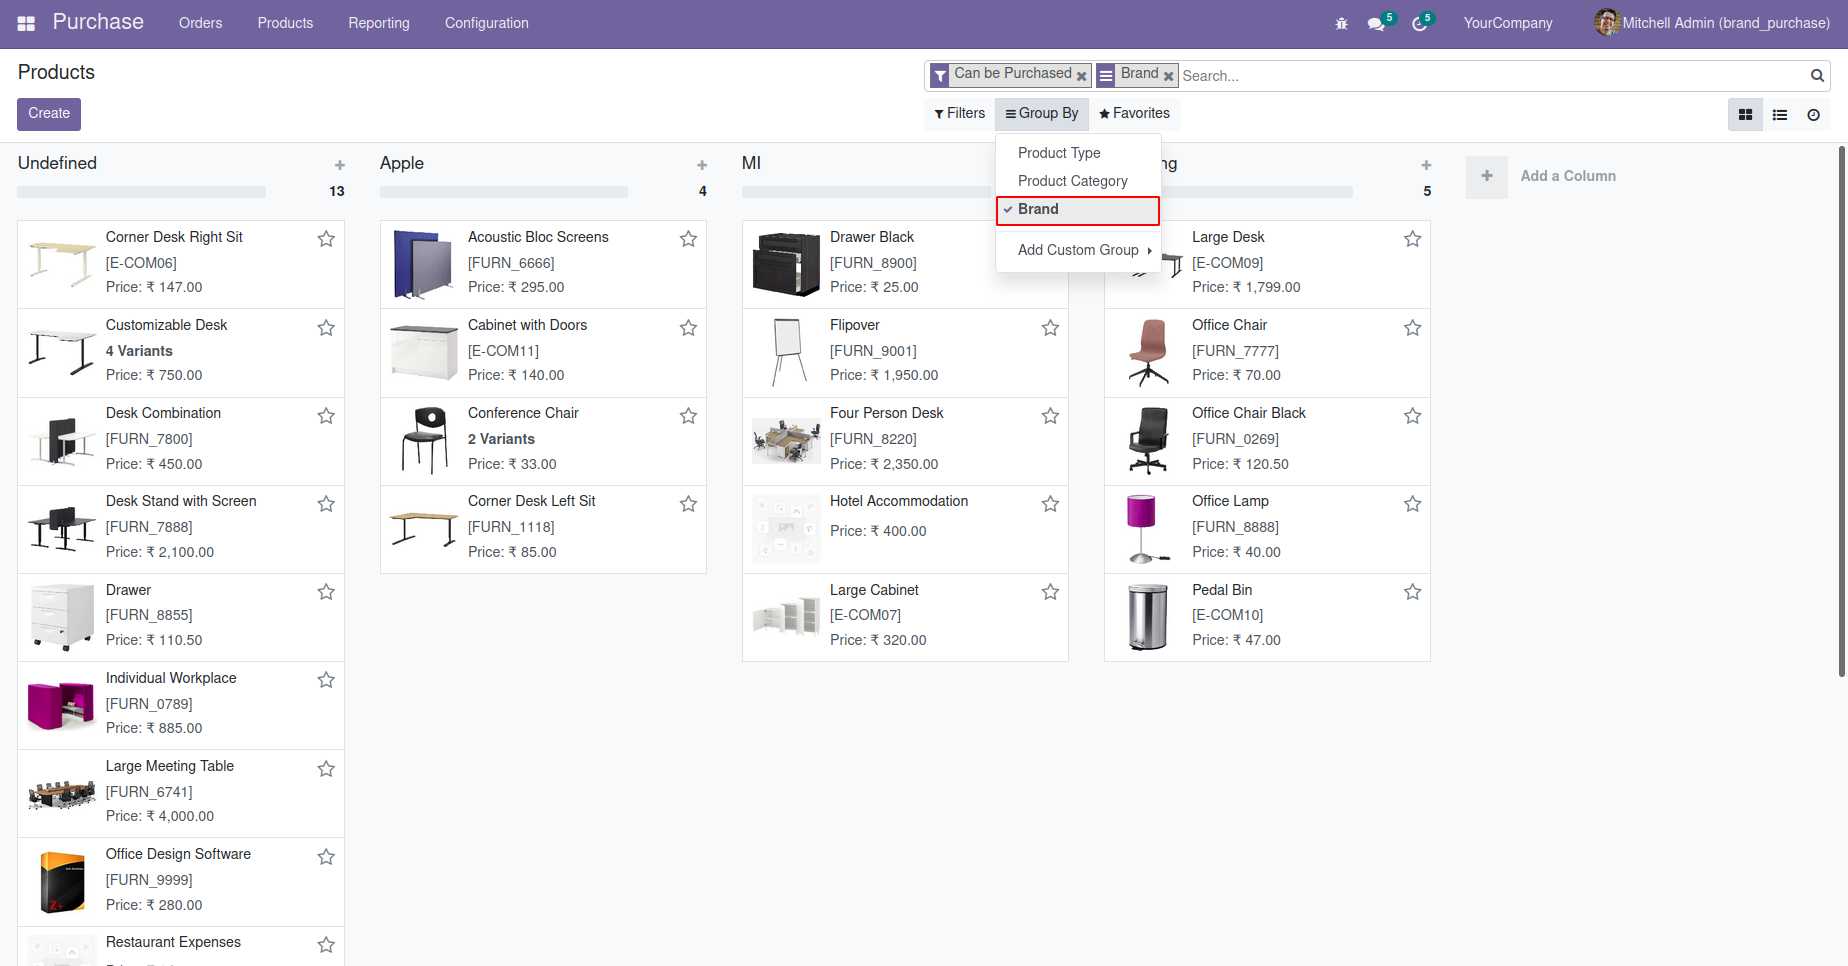 Purchase
Orders
Products
Reporting
Configuration
5
5
YourCompany
Mitchell Admin (brand_purchase)
Products
Can be Purchased
Brand
Search...
Create
Filters
Group By
Favorites
Product Type
Product Category
Brand
Add Custom Group
Undefined
13
Corner Desk Right Sit
[E-COM06]
Price: ₹ 147.00
Customizable Desk
4 Variants
Price: ₹ 750.00
Desk Combination
[FURN_7800]
Price: ₹ 450.00
Desk Stand with Screen
[FURN_7888]
Price: ₹ 2,100.00
Drawer
[FURN_8855]
Price: ₹ 110.50
Individual Workplace
[FURN_0789]
Price: ₹ 885.00
Large Meeting Table
[FURN_6741]
Price: ₹ 4,000.00
Office Design Software
[FURN_9999]
Price: ₹ 280.00
Z+
Restaurant Expenses
Apple
4
Acoustic Bloc Screens
[FURN_6666]
Price: ₹ 295.00
Cabinet with Doors
[E-COM11]
Price: ₹ 140.00
Conference Chair
2 Variants
Price: ₹ 33.00
Corner Desk Left Sit
[FURN_1118]
Price: ₹ 85.00
MI
Drawer Black
[FURN_8900]
Price: ₹ 25.00
Flipover
[FURN_9001]
Price: ₹ 1,950.00
Four Person Desk
[FURN_8220]
Price: ₹ 2,350.00
Hotel Accommodation
Price: ₹ 400.00
Large Cabinet
[E-COM07]
Price: ₹ 320.00
ng
5
Large Desk
[E-COM09]
Price: ₹ 1,799.00
Office Chair
[FURN_7777]
Price: ₹ 70.00
Office Chair Black
[FURN_0269]
Price: ₹ 120.50
Office Lamp
[FURN_8888]
Price: ₹ 40.00
Pedal Bin
[E-COM10]
Price: ₹ 47.00
Add a Column